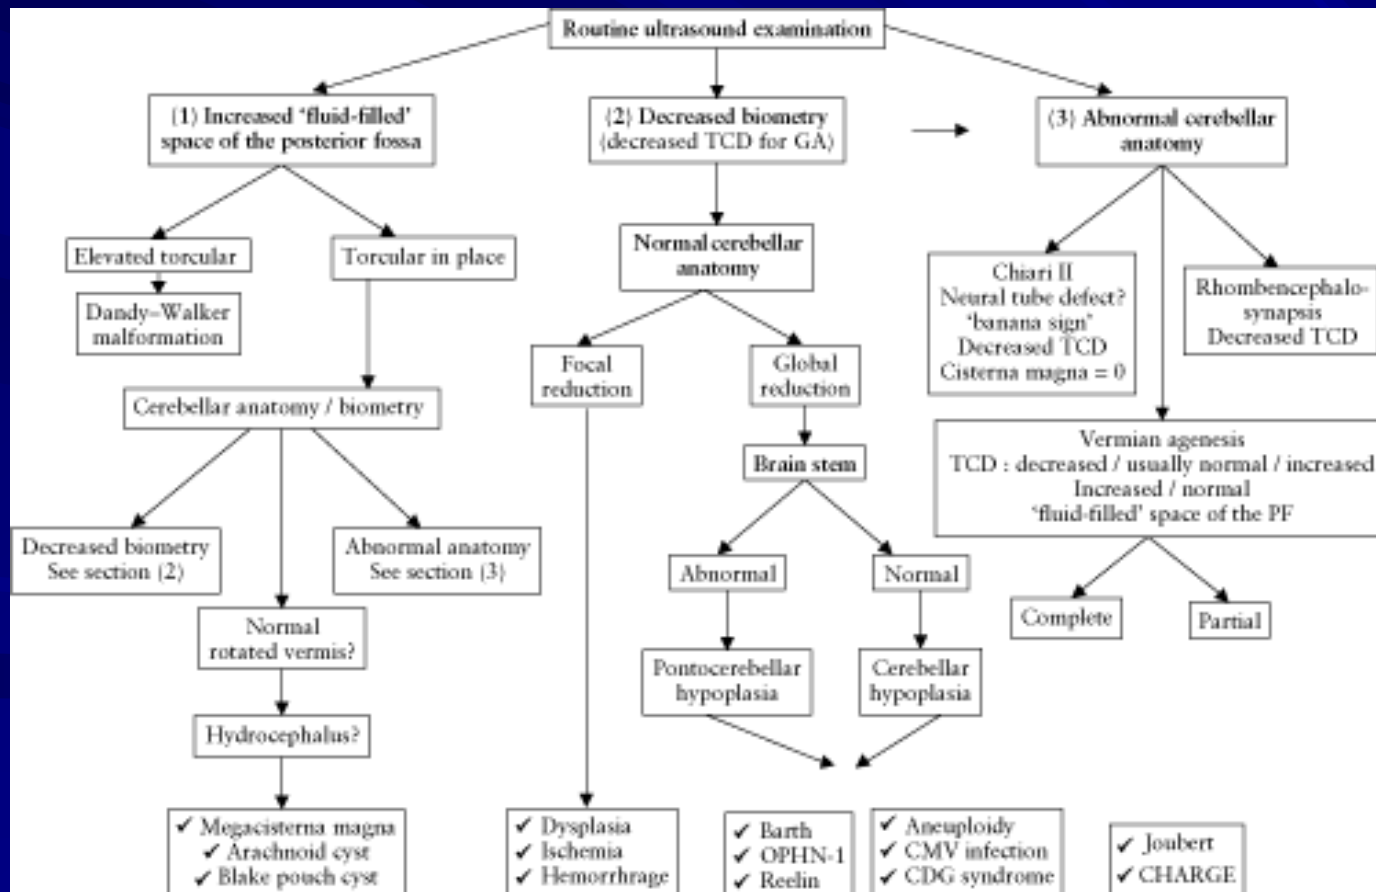 Routine ultrasound examination
(1) Increased 'fluid-filled'
space of the posterior fossa
(2) Decreased biometry
(decreased TCD for GA)
(3) Abnormal cerebellar
anatomy
Elevated torcular
Torcular in place
Dandy–Walker
malformation
Cerebellar anatomy / biometry
Decreased biometry
See section (2)
Abnormal anatomy
See section (3)
Normal
rotated vermis?
Hydrocephalus?
✓ Megacisterna magna
✓ Arachnoid cyst
✓ Blake pouch cyst
Normal cerebellar
anatomy
Focal
reduction
Global
reduction
Brain stem
Abnormal
Normal
Pontocerebellar
hypoplasia
Cerebellar
hypoplasia
✓ Dysplasia
✓ Ischemia
✓ Hemorrhage
✓ Barth
✓ OPHN-1
✓ Reelin
✓ Aneuploidy
✓ CMV infection
✓ CDG syndrome
Chiari II
Neural tube defect?
'banana sign'
Decreased TCD
Cisterna magna = 0
Rhombencephalo-
synapsis
Decreased TCD
Vermian agenesis
TCD : decreased / usually normal / increased
Increased / normal
'fluid-filled' space of the PF
Complete
Partial
✓ Joubert
✓ CHARGE